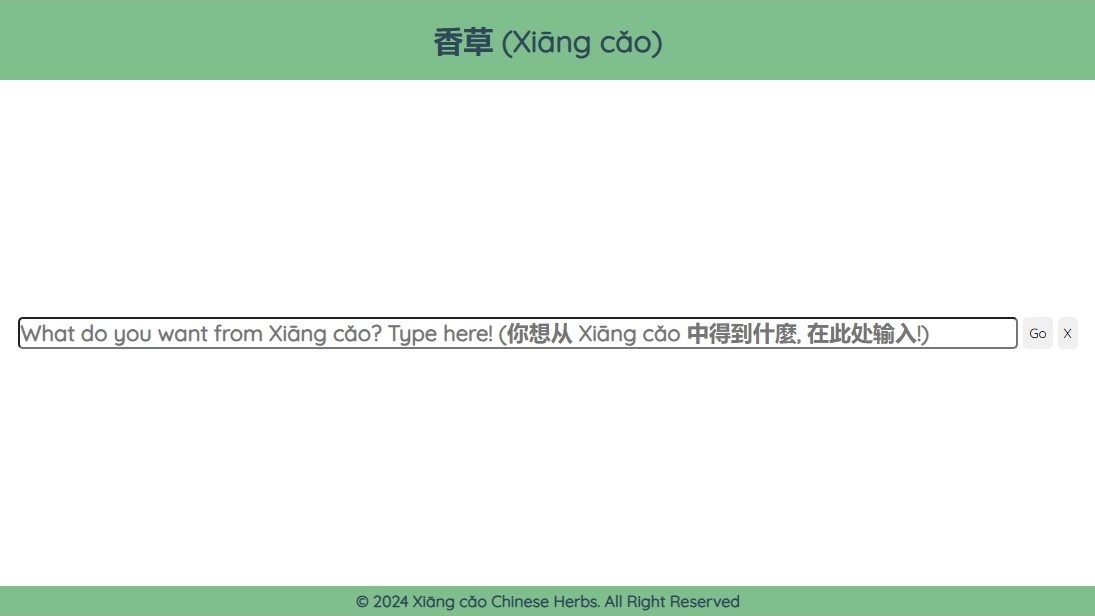 香草 (Xiāng cǎo)
What do you want from Xiāng cǎo? Type here! (你想从 Xiāng cǎo 中得到什麼, 在此处输入!) Go X
© 2024 Xiāng cǎo Chinese Herbs. All Right Reserved